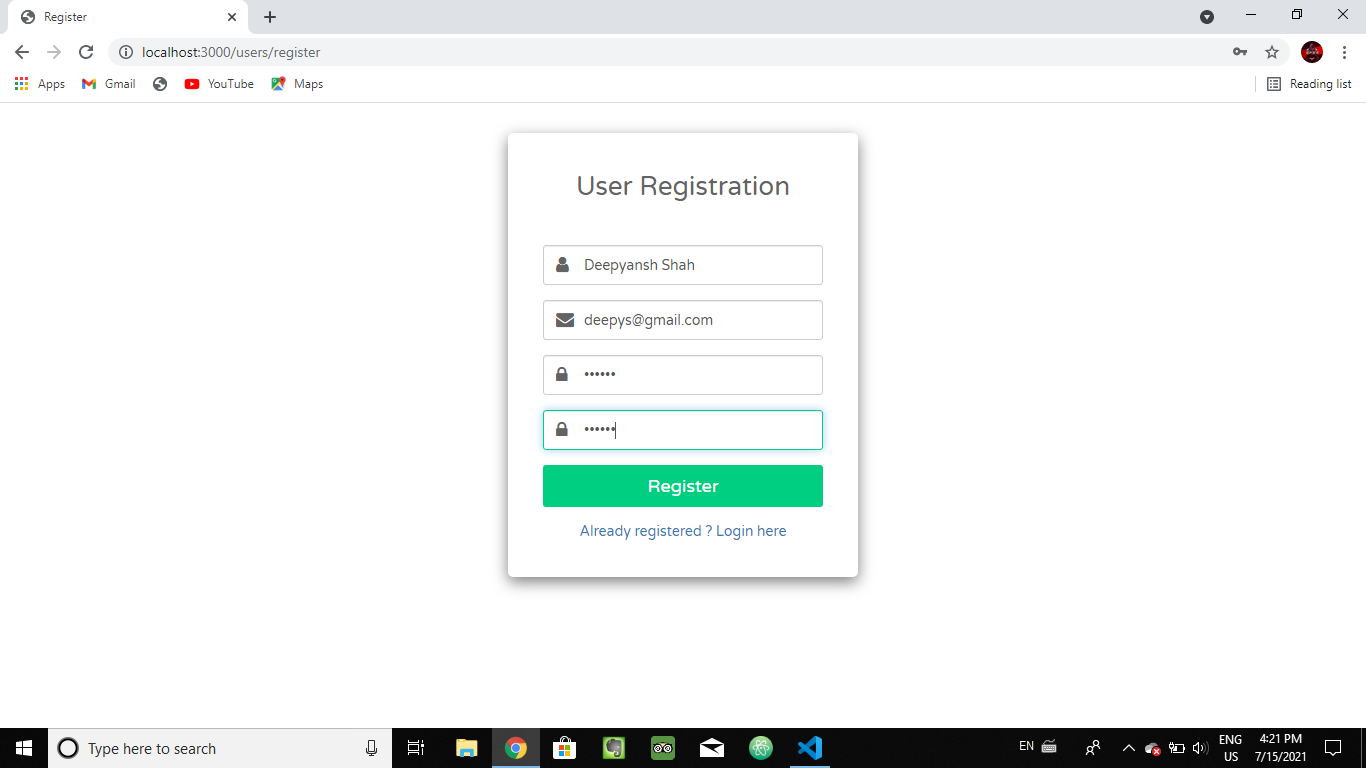 Register
localhost:3000/users/register
Apps Gmail YouTube Maps Reading list
User Registration
Deepyansh Shah
deepys@gmail.com
••••••
••••••
Register
Already registered ? Login here
Type here to search
EN
ENG
US
4:21 PM
7/15/2021